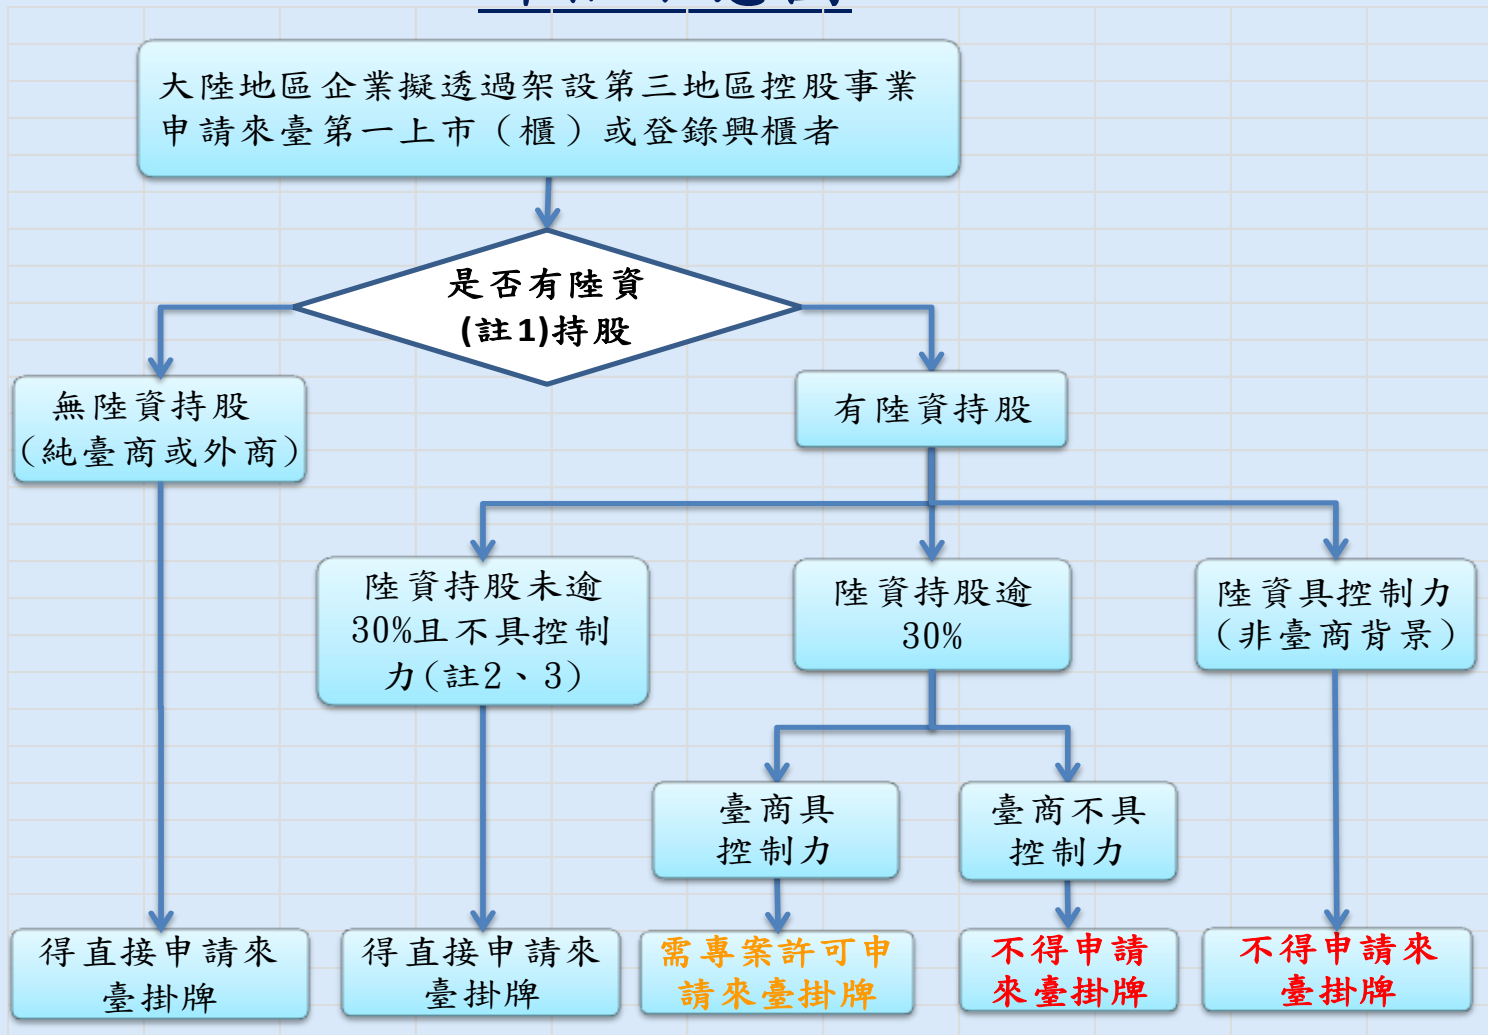 大陸地區企業擬透過架設第三地區控股事業
申請來臺第一上市（櫃）或登錄興櫃者
是否有陸資
(註1)持股
無陸資持股
（純臺商或外商）
有陸資持股
陸資持股未逾
30%且不具控制
力(註2、3)
陸資持股逾
30%
陸資具控制力
（非臺商背景）
臺商具
控制力
臺商不具
控制力
得直接申請來
臺掛牌
得直接申請來
臺掛牌
需專案許可申
請來臺掛牌
不得申請
來臺掛牌
不得申請來
臺掛牌